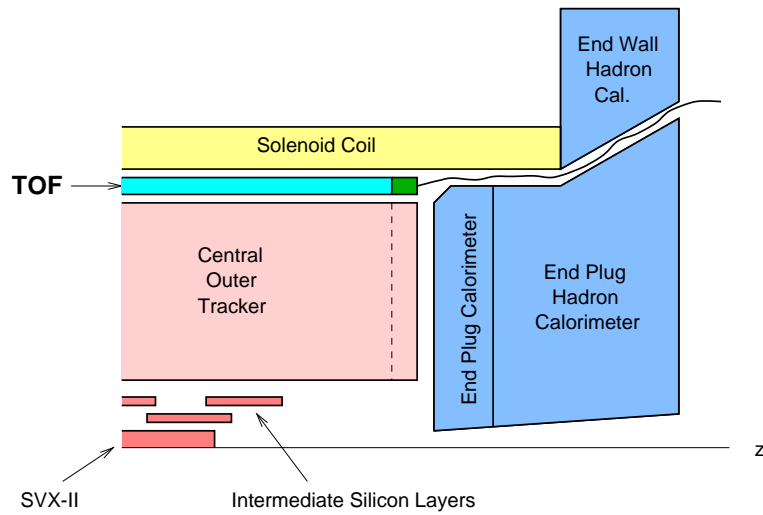 End Wall
Hadron
Cal.
Solenoid Coil
TOF
Central
Outer
Tracker
End Plug Calorimeter
End Plug
Hadron
Calorimeter
z
SVX-II
Intermediate Silicon Layers